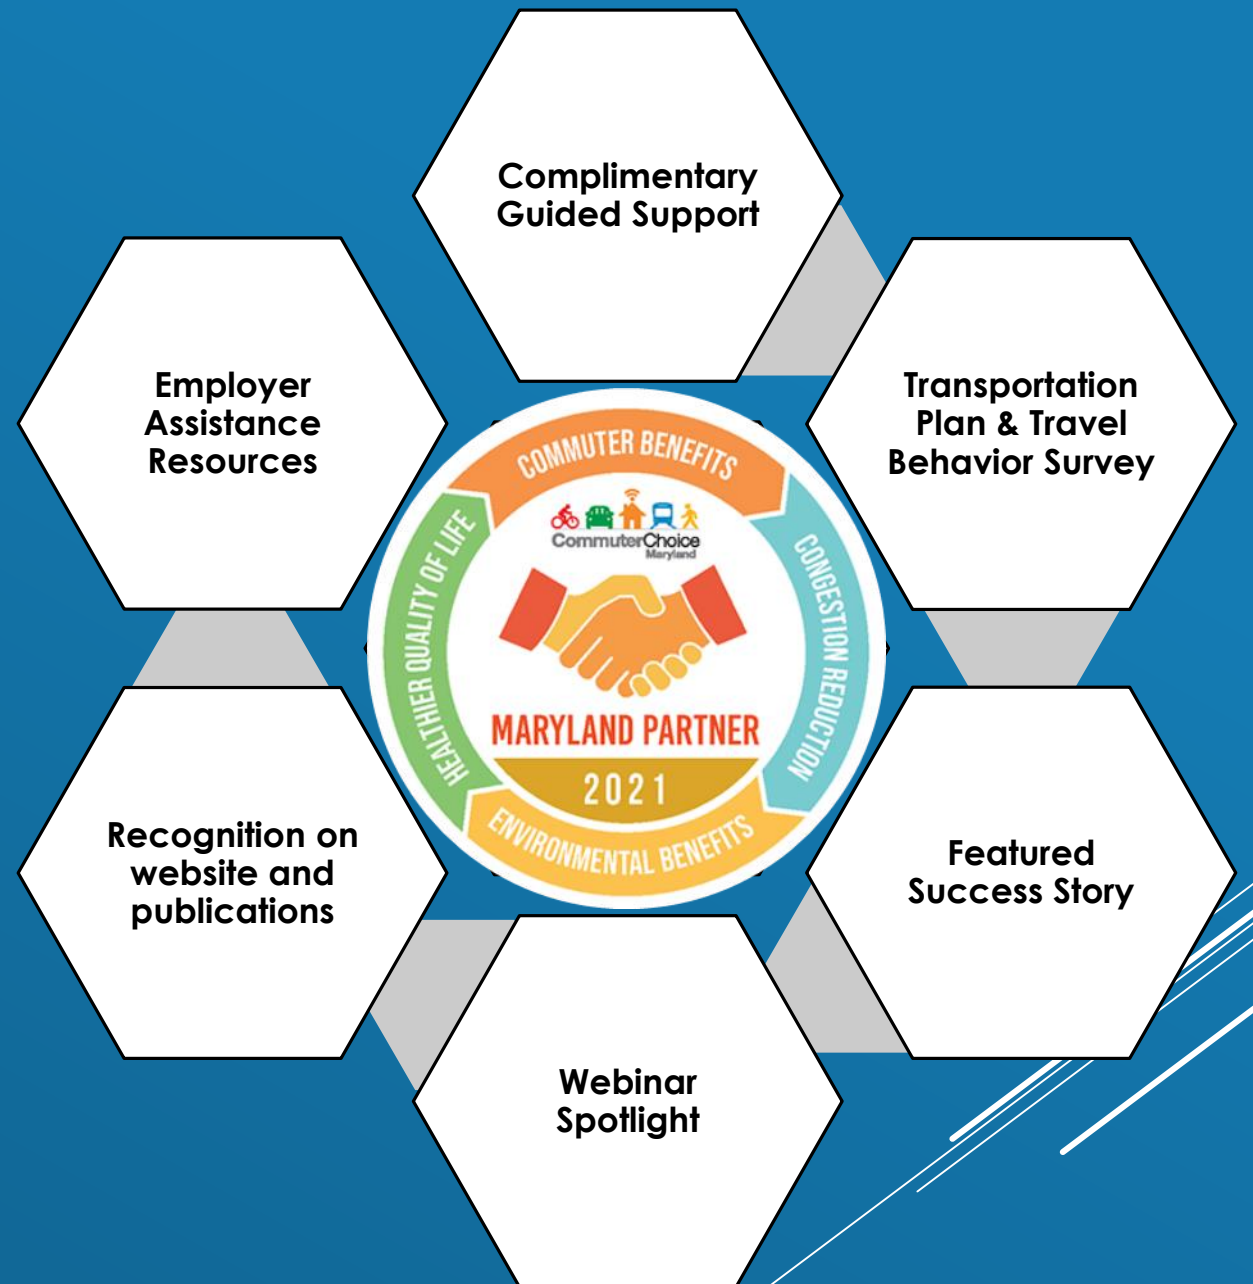 Complimentary
Guided Support
Employer
Assistance
Resources
Transportation
Plan & Travel
Behavior Survey
COMMUTER BENEFITS
CommuterChoice
Maryland
HEALTHIER QUALITY OF LIFE
CONGESTION REDUCTION
MARYLAND PARTNER
2021
ENVIRONMENTAL BENEFITS
Recognition on
website and
publications
Featured
Success Story
Webinar
Spotlight